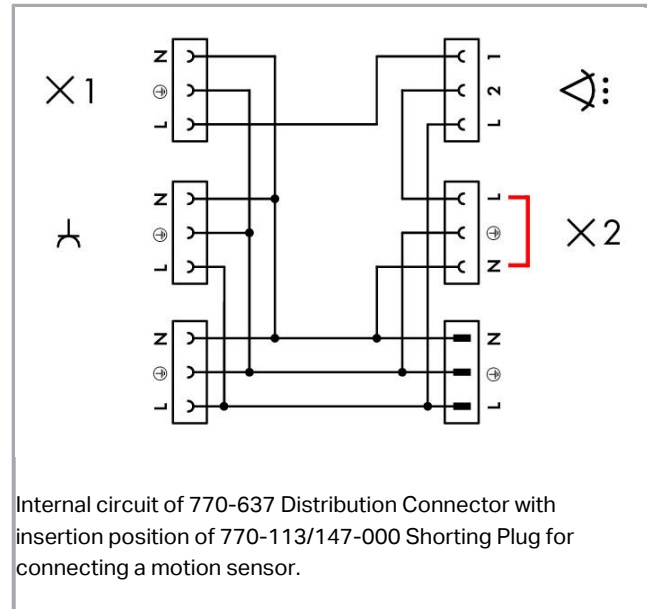 X1
N
L
N
L
N
L
1
2
L
L
N
X2
N
L
Internal circuit of 770-637 Distribution Connector with
insertion position of 770-113/147-000 Shorting Plug for
connecting a motion sensor.